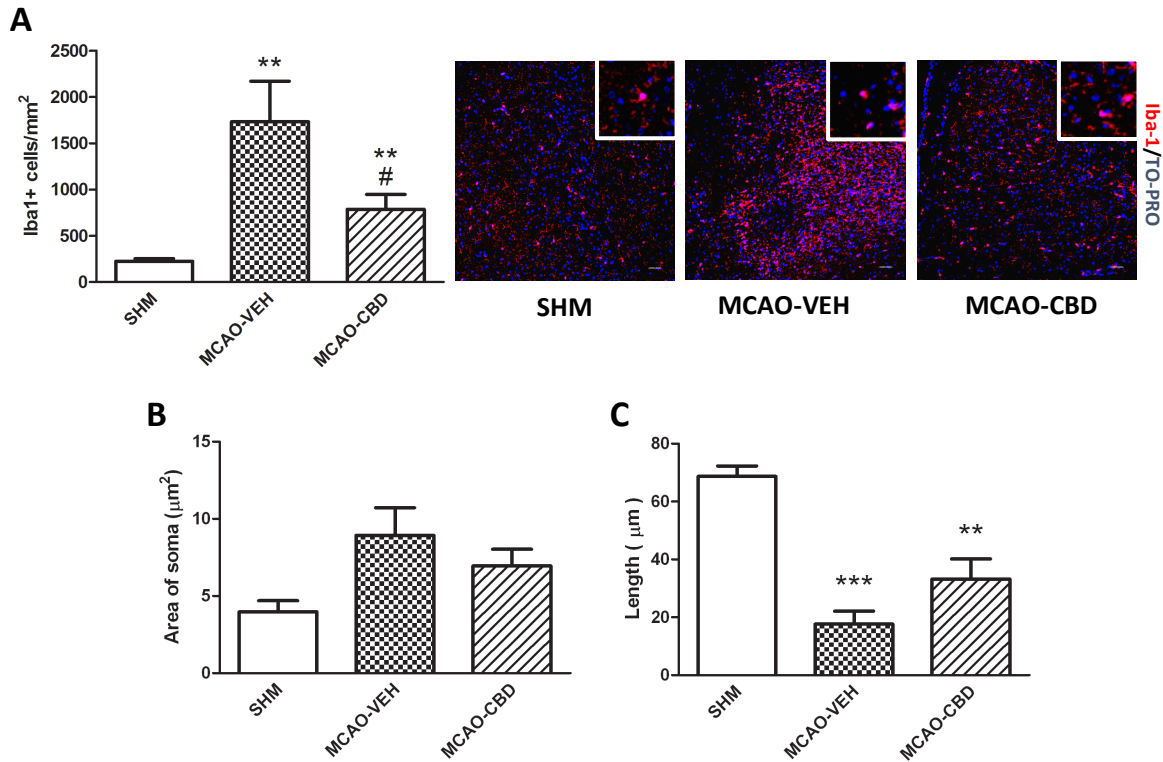 A
Iba1+ cells/mm²
2500
2000
1500
1000
500
0
**
**
#
SHM
MCAO-VEH
MCAO-CBD
SHM
MCAO-VEH
MCAO-CBD
Iba-1/TO-PRO
B
Area of soma (μm²)
15
10
5
0
SHM
MCAO-VEH
MCAO-CBD
C
Length ( μm )
80
60
40
20
0
***
**
SHM
MCAO-VEH
MCAO-CBD